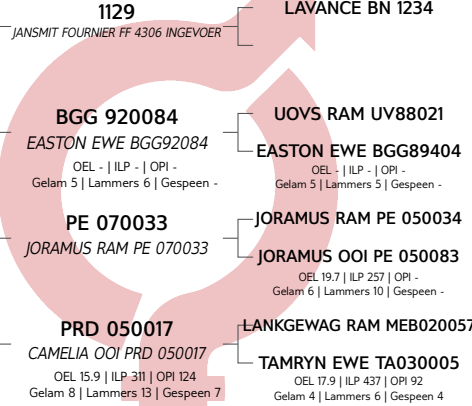 1129
JANSMIT FOURNIER FF 4306 INGEVOER
LAVANCE BN 1234
BGG 920084
EASTON EWE BGG92084
OEL - | ILP - | OPI -
Gelam 5 | Lammers 6 | Gespeen -
UOVS RAM UV88021
EASTON EWE BGG89404
OEL - | ILP - | OPI -
Gelam 5 | Lammers 5 | Gespeen -
PE 070033
JORAMUS RAM PE 070033
JORAMUS RAM PE 050034
JORAMUS OOI PE 050083
OEL 19.7 | ILP 257 | OPI -
Gelam 6 | Lammers 10 | Gespeen -
PRD 050017
CAMELIA OOI PRD 050017
OEL 15.9 | ILP 311 | OPI 124
Gelam 8 | Lammers 13 | Gespeen 7
LANKGEWAG RAM MEB020057
TAMRYN EWE TA030005
OEL 17.9 | ILP 437 | OPI 92
Gelam 4 | Lammers 6 | Gespeen 4